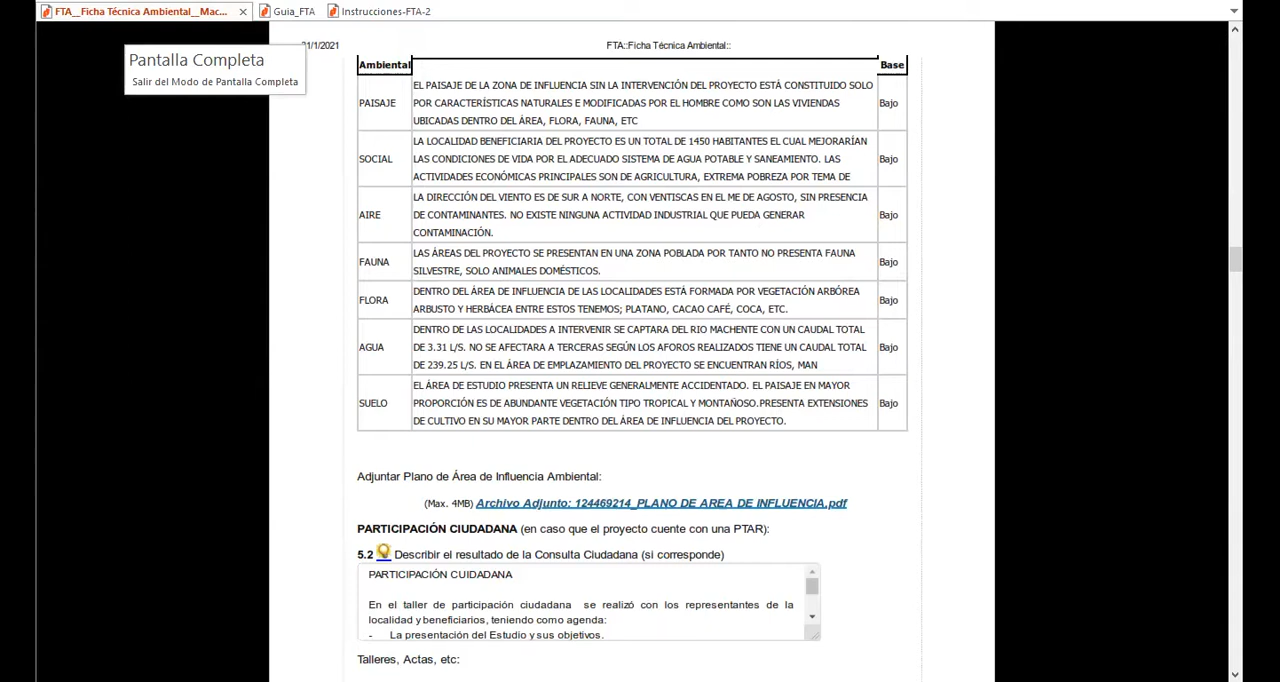 FTA__Ficha Técnica Ambiental__Mac...
Guia_FTA
Instrucciones-FTA-2
Pantalla Completa
Salir del Modo de Pantalla Completa
1/1/2021
FTA::Ficha Técnica Ambiental::
Ambiental
Base
PAISAJE
EL PAISAJE DE LA ZONA DE INFLUENCIA SIN LA INTERVENCIÓN DEL PROYECTO ESTÁ CONSTITUIDO SOLO
POR CARACTERÍSTICAS NATURALES E MODIFICADAS POR EL HOMBRE COMO SON LAS VIVIENDAS
UBICADAS DENTRO DEL ÁREA, FLORA, FAUNA, ETC
Bajo
SOCIAL
LA LOCALIDAD BENEFICIARIA DEL PROYECTO ES UN TOTAL DE 1450 HABITANTES EL CUAL MEJORARÍAN
LAS CONDICIONES DE VIDA POR EL ADECUADO SISTEMA DE AGUA POTABLE Y SANEAMIENTO. LAS
ACTIVIDADES ECONÓMICAS PRINCIPALES SON DE AGRICULTURA, EXTREMA POBREZA POR TEMA DE
Bajo
AIRE
LA DIRECCIÓN DEL VIENTO ES DE SUR A NORTE, CON VENTISCAS EN EL ME DE AGOSTO, SIN PRESENCIA
DE CONTAMINANTES. NO EXISTE NINGUNA ACTIVIDAD INDUSTRIAL QUE PUEDA GENERAR
CONTAMINACIÓN.
Bajo
FAUNA
LAS ÁREAS DEL PROYECTO SE PRESENTAN EN UNA ZONA POBLADA POR TANTO NO PRESENTA FAUNA
SILVESTRE, SOLO ANIMALES DOMÉSTICOS.
Bajo
FLORA
DENTRO DEL ÁREA DE INFLUENCIA DE LAS LOCALIDADES ESTÁ FORMADA POR VEGETACIÓN ARBÓREA
ARBUSTO Y HERBÁCEA ENTRE ESTOS TENEMOS; PLATANO, CACAO CAFÉ, COCA, ETC.
Bajo
AGUA
DENTRO DE LAS LOCALIDADES A INTERVENIR SE CAPTARA DEL RIO MACHENTE CON UN CAUDAL TOTAL
DE 3.31 L/S. NO SE AFECTARA A TERCERAS SEGÚN LOS AFOROS REALIZADOS TIENE UN CAUDAL TOTAL
DE 239.25 L/S. EN EL ÁREA DE EMPLAZAMIENTO DEL PROYECTO SE ENCUENTRAN RÍOS, MAN
Bajo
SUELO
EL ÁREA DE ESTUDIO PRESENTA UN RELIEVE GENERALMENTE ACCIDENTADO. EL PAISAJE EN MAYOR
PROPORCIÓN ES DE ABUNDANTE VEGETACIÓN TIPO TROPICAL Y MONTAÑOSO.PRESENTA EXTENSIONES
DE CULTIVO EN SU MAYOR PARTE DENTRO DEL ÁREA DE INFLUENCIA DEL PROYECTO.
Bajo
Adjuntar Plano de Área de Influencia Ambiental:
(Max. 4MB) Archivo Adjunto: 124469214_PLANO DE AREA DE INFLUENCIA.pdf
PARTICIPACIÓN CIUDADANA (en caso que el proyecto cuente con una PTAR):
5.2 Describir el resultado de la Consulta Ciudadana (si corresponde)
PARTICIPACIÓN CUIDADANA
En el taller de participación ciudadana se realizó con los representantes de la
localidad y beneficiarios, teniendo como agenda:
- La presentación del Estudio y sus objetivos.
Talleres, Actas, etc: